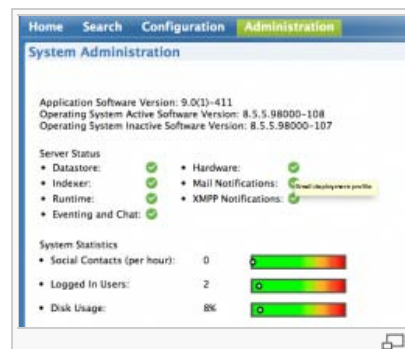 Home Search Configuration Administration
System Administration
Application Software Version: 9.0(1)-411
Operating System Active Software Version: 8.5.5.98000-108
Operating System Inactive Software Version: 8.5.5.98000-107
Server Status
• Datastore: • Hardware:
• Indexer: • Mail Notifications: Small deployment profile
• Runtime: • XMPP Notifications:
• Eventing and Chat:
System Statistics
• Social Contacts (per hour): 0
• Logged In Users: 2
• Disk Usage: 8%